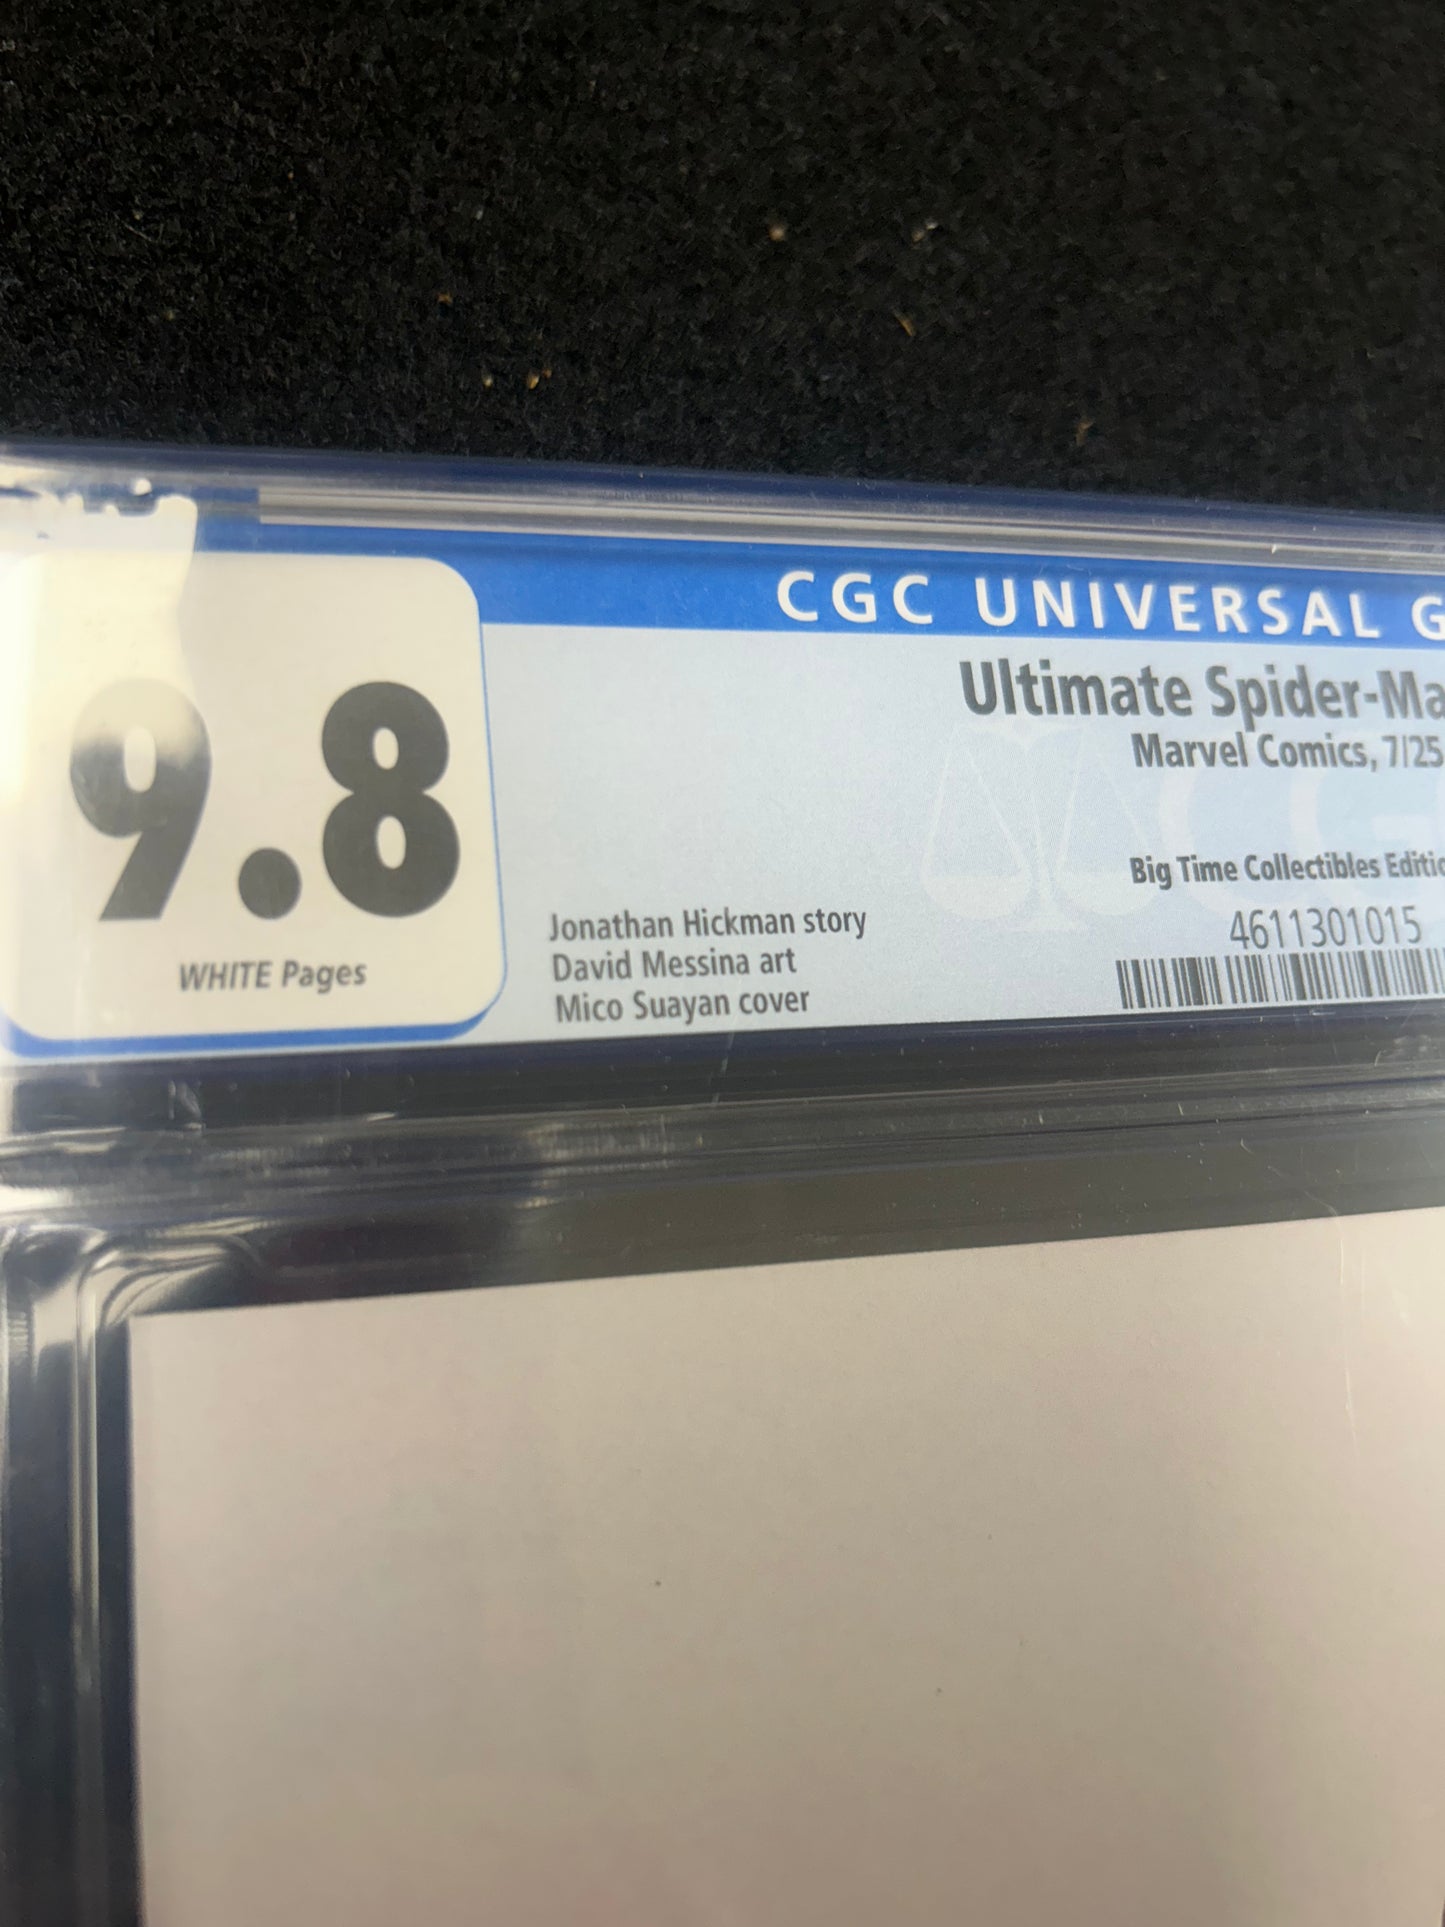 CGC UNIVERSAL G
9.8
WHITE Pages
Ultimate Spider-Ma
Marvel Comics, 7/25
Big Time Collectibles Editio
4611301015
Jonathan Hickman story
David Messina art
Mico Suayan cover